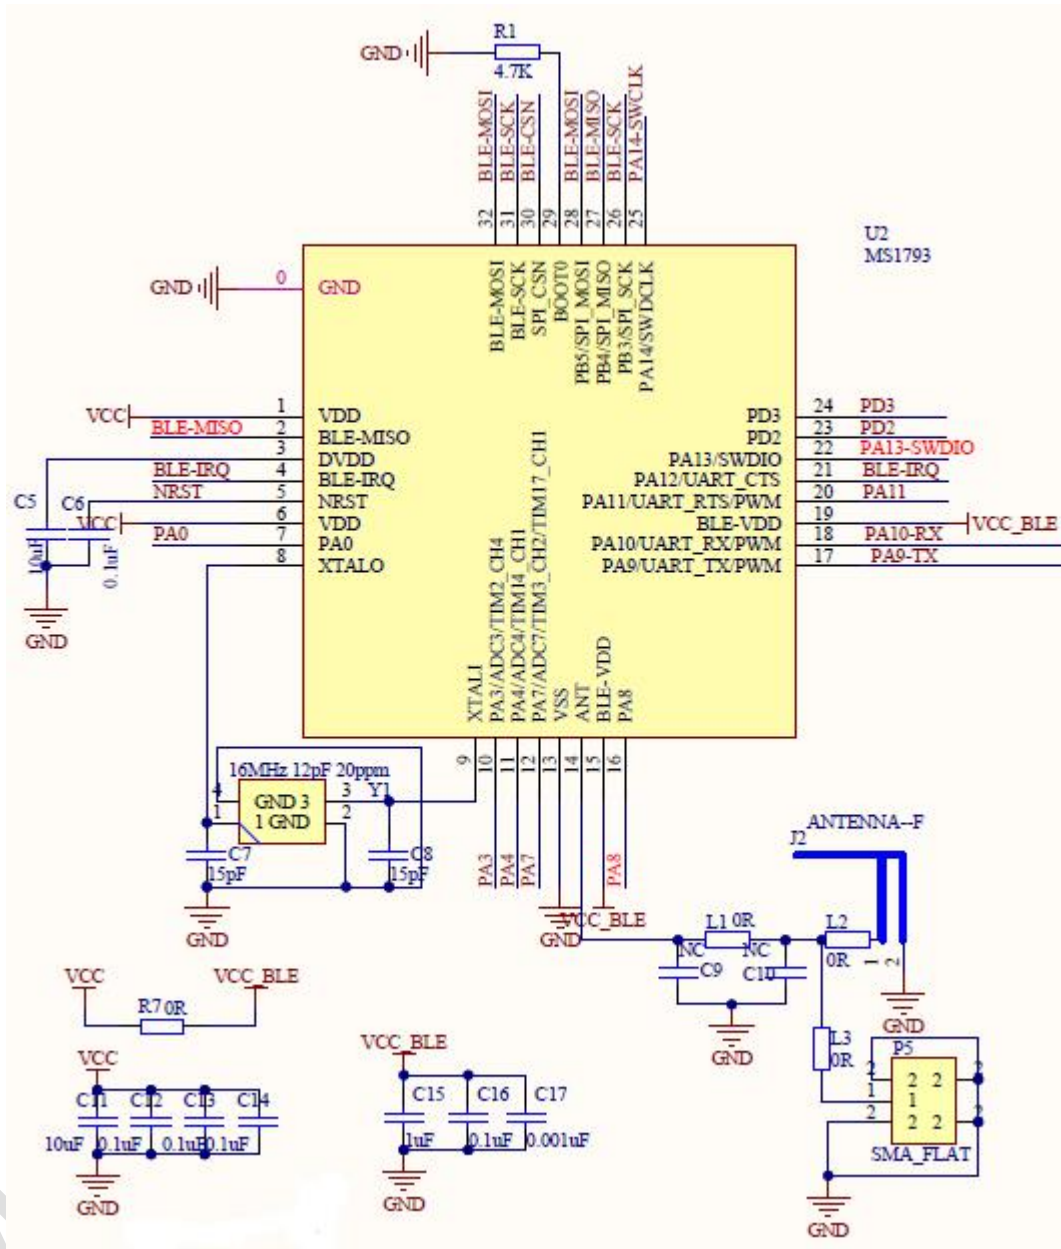 R1
GND
4.7K
BLE-MOSI
BLE-SCK
BLE-CSN
BLE-MOSI
BLE-MISO
BLE-SCK
PA14-SWCLK
32
31
30
29
28
27
26
25
U2
MS1793
GND
0
GND
BLE-MOSI
BLE-SCK
SPI_CSN
BOOT0
PB5/SPI_MOSI
PB4/SPI_MISO
PB3/SPI_SCK
PA14/SWDCLK
VCC 1 VDD
BLE-MISO 2 BLE-MISO
3 DVDD
BLE-IRQ 4 BLE-IRQ
NRST 5 NRST
VCC 6 VDD
PA0 7 PA0
8 XTALO
C5
10uF
C6
0.1uF
GND
PD3 24 PD3
PD2 23 PD2
PA13/SWDIO 22 PA13-SWDIO
PA12/UART_CTS 21 BLE-IRQ
PA11/UART_RTS/PWM 20 PA11
BLE-VDD 19 VCC_BLE
PA10/UART_RX/PWM 18 PA10-RX
PA9/UART_TX/PWM 17 PA9-TX
XTALI
PA3/ADC3/TIM2_CH4
PA4/ADC4/TIM14_CH1
PA7/ADC7/TIM3_CH2/TIM17_CH1
VSS
ANT
BLE-VDD
PA8
9
10
11
12
13
14
15
16
PA3
PA4
PA7
PA8
GND
VCC_BLE
16MHz 12pF 20ppm
Y1
4
GND 3
3
1
1 GND
2
C7
15pF
C8
15pF
GND
ANTENNA--F
J2
1
2
GND
L1 0R
NC
C9
NC
C10
GND
L2
0R
L3
0R
P5
2
1
2
2 2
1
2 2
2
2
SMA_FLAT
GND
VCC
VCC_BLE
R7 0R
VCC
C11
C12
C13
C14
10uF
0.1uF
0.1uF
0.1uF
GND
VCC_BLE
C15
C16
C17
1uF
0.1uF
0.001uF
GND